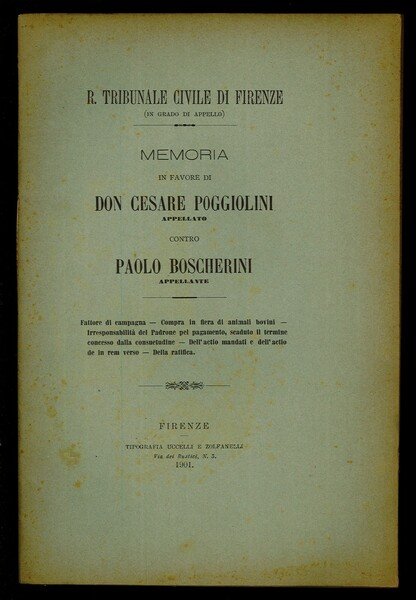 R. TRIBUNALE CIVILE DI FIRENZE
(IN GRADO DI APPELLO)
MEMORIA
IN FAVORE DI
DON CESARE POGGIOLINI
APPELLATO
CONTRO
PAOLO BOSCHERINI
APPELLANTE
Fattore di campagna — Compra in fiera di animali bovini —
Irresponsabilità del Padrone pel pagamento, scaduto il termine
concesso dalla consuetudine — Dell'actio mandati e dell'actio
de in rem verso — Della ratifica.
FIRENZE
TIPOGRAFIA UCCELLI E ZOLFANELLI
Via dei Rustici, N. 5.
1901.